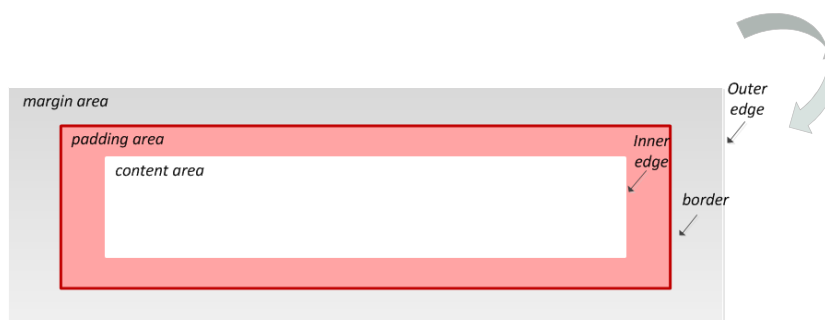 Outer
edge
margin area
padding area
Inner
edge
content area
border